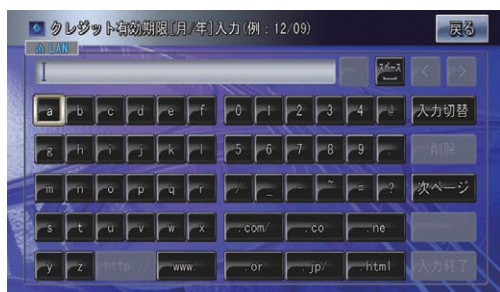 クレジット有効期限[月/年]入力(例：12/09) 戻る
LAN
スペース < >
a b c d e f 0 1 2 3 4 @ 入力切替
g h i j k l 5 6 7 8 9 . 削除
m n o p q r / _ - ~ = ? 次ページ
s t u v w x .com/ .co .ne
y z http:// www. .or .jp/ .html 入力終了